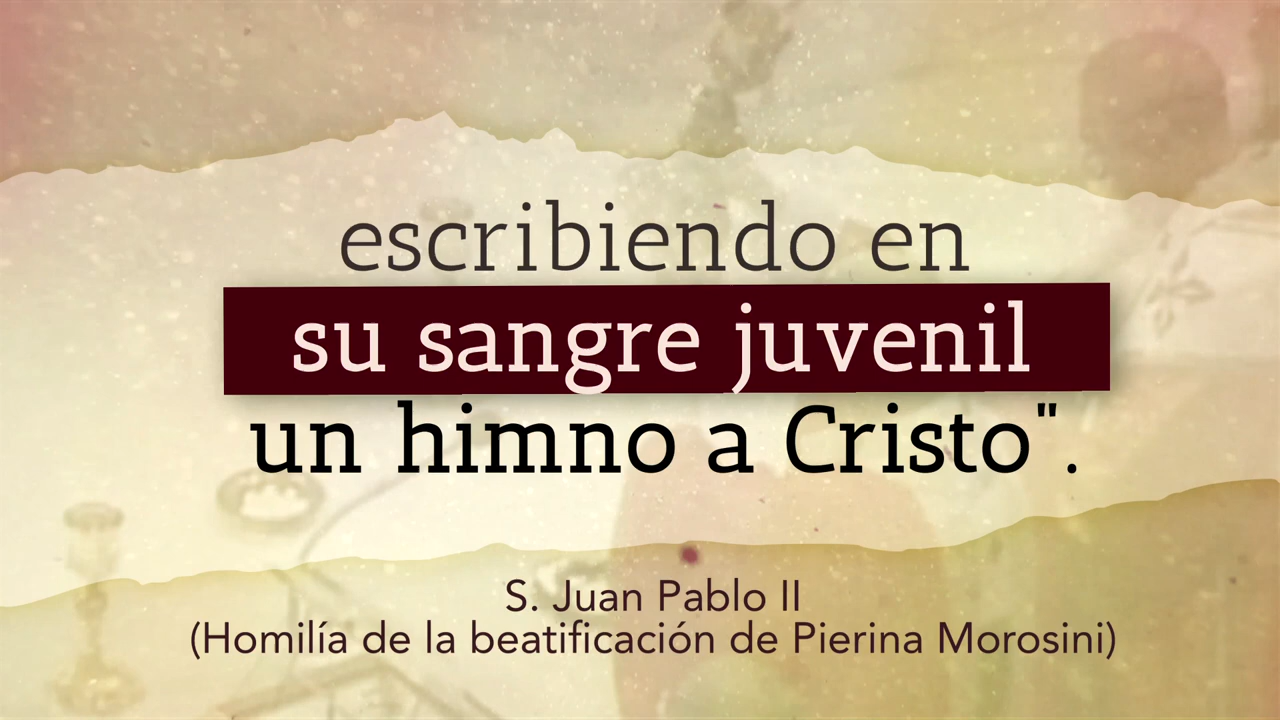 escribiendo en
su sangre juvenil
un himno a Cristo".
S. Juan Pablo II
(Homilía de la beatificación de Pierina Morosini)